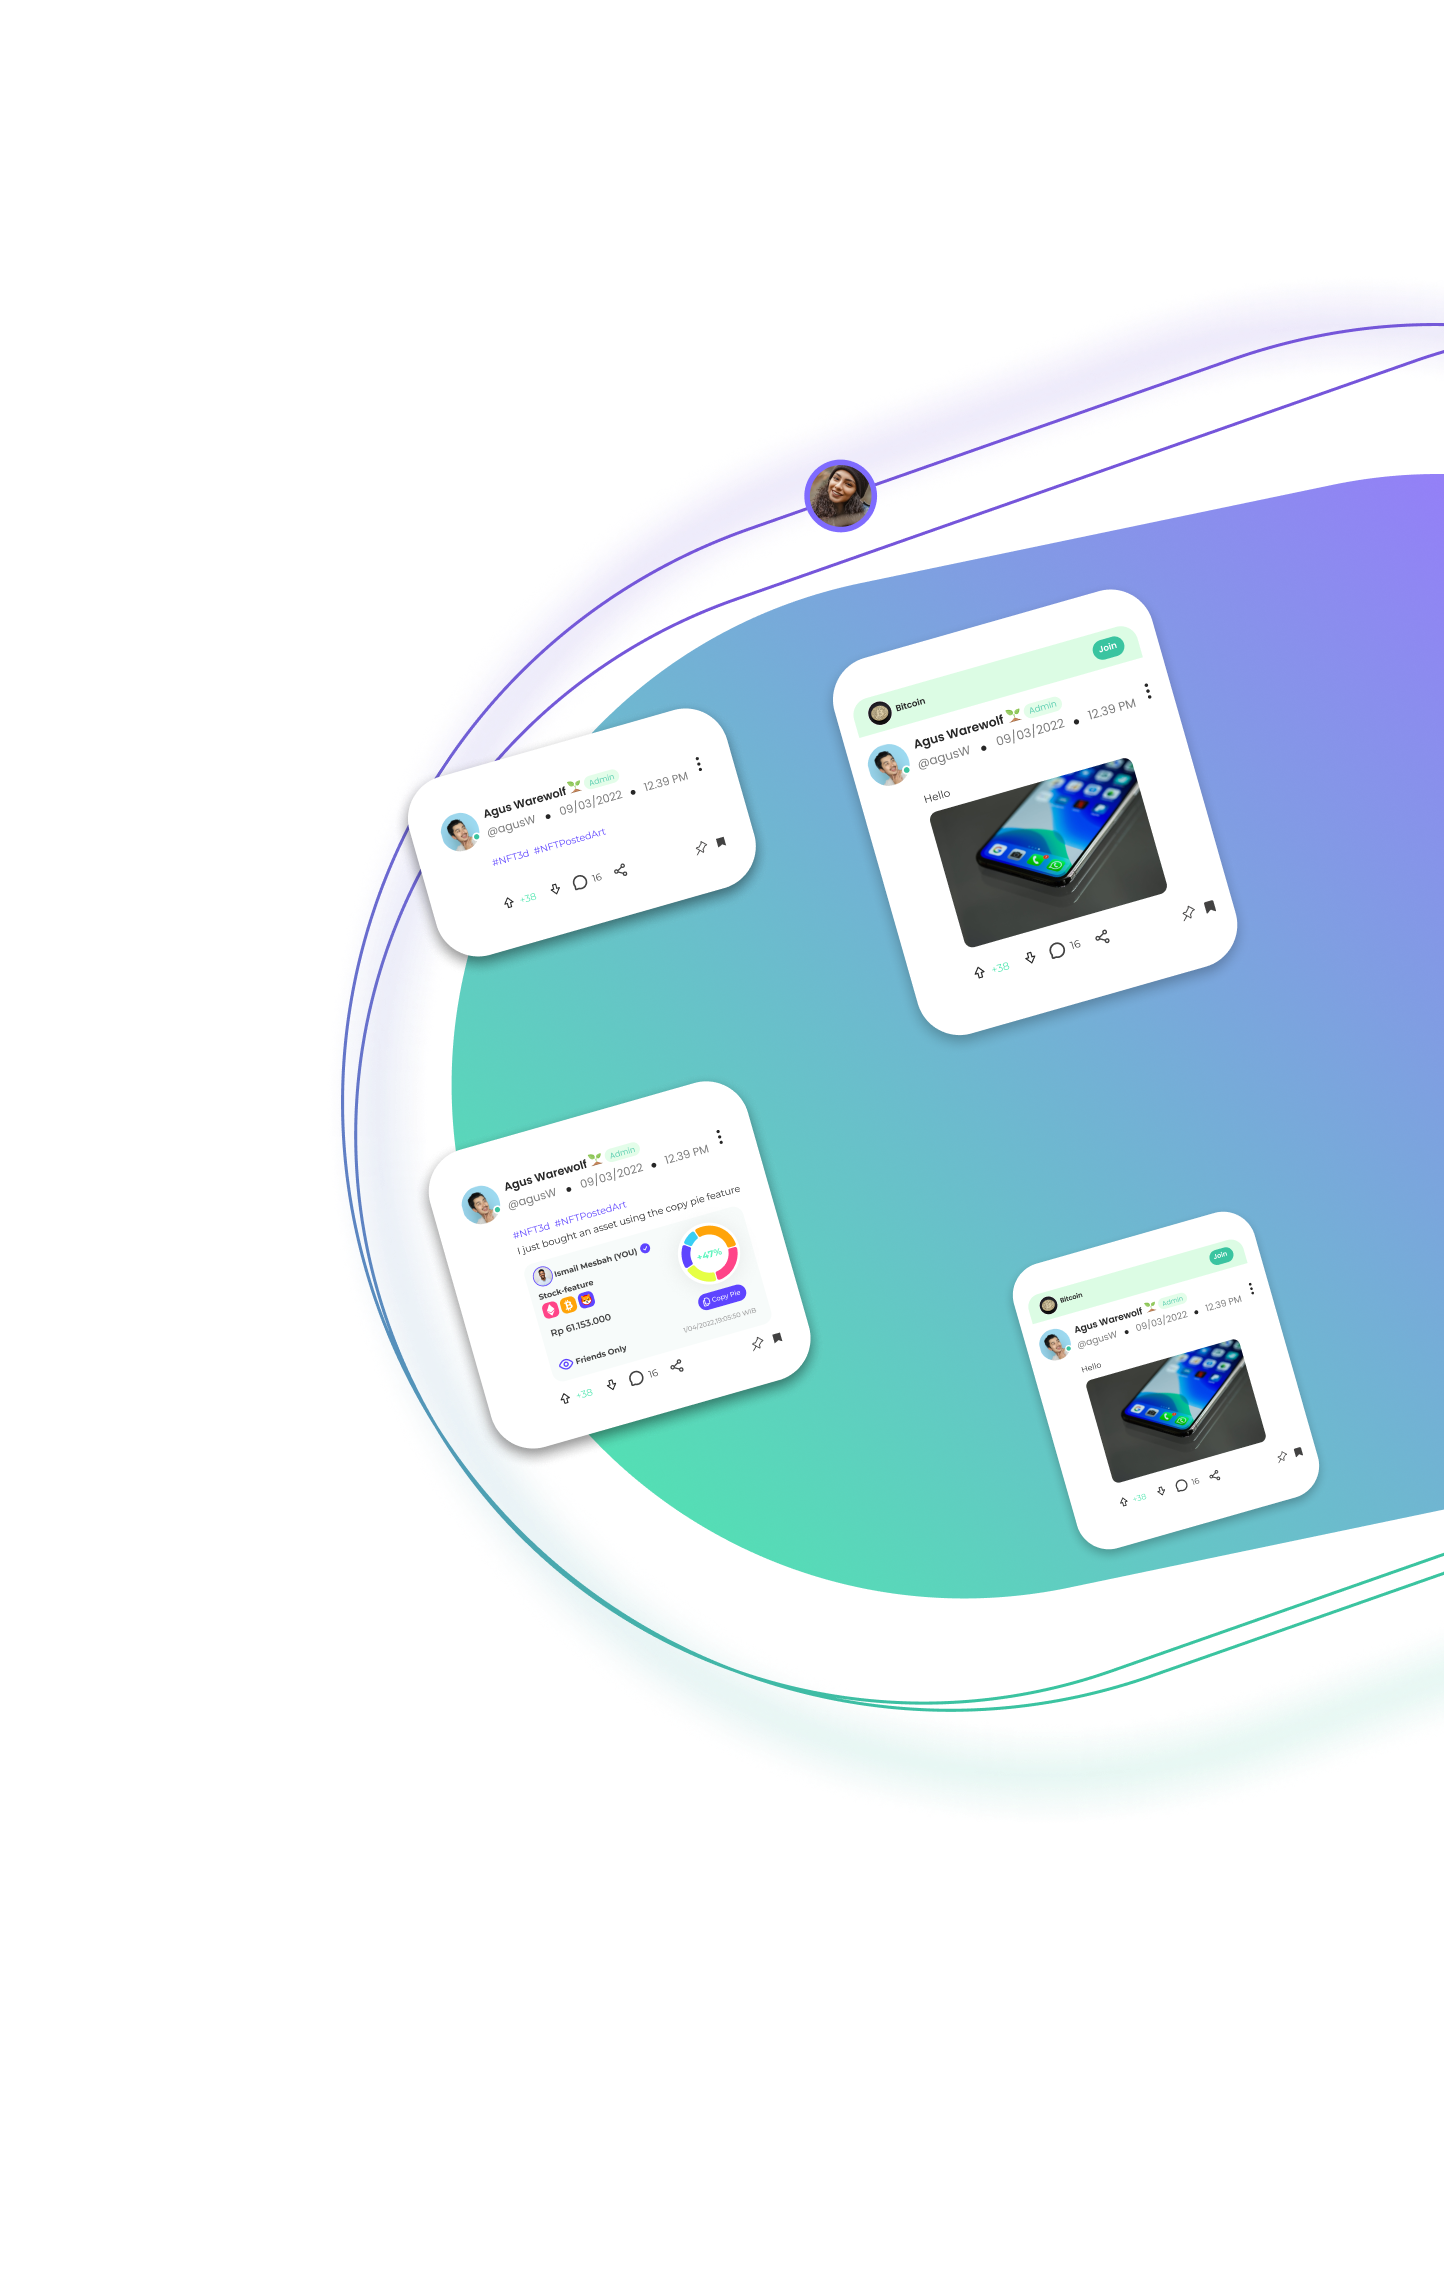 Join
Bitcoin
Agus Warewolf Admin
@agusW • 09/03/2022 • 12.39 PM
Hello
+38 16
Agus Warewolf Admin
@agusW • 09/03/2022 • 12.39 PM
#NFT3d #NFTPostedArt
+38 16
Agus Warewolf Admin
@agusW • 09/03/2022 • 12.39 PM
#NFT3d #NFTPostedArt
I just bought an asset using the copy pie feature
Ismail Mesbah (YOU)
+47%
Stock-feature
Copy Pie
Rp 61.153.000
1/04/2022,19:05:50 WIB
Friends Only
+38 16
Join
Bitcoin
Agus Warewolf Admin
@agusW • 09/03/2022 • 12.39 PM
Hello
+38 16